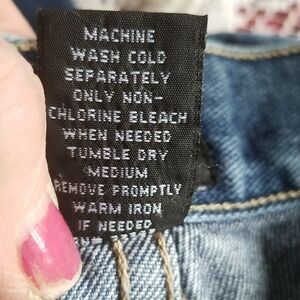 MACHINE
WASH COLD
SEPARATELY
ONLY NON-
CHLORINE BLEACH
WHEN NEEDED
TUMBLE DRY
MEDIUM
REMOVE PROMPTLY
WARM IRON
IF NEEDED